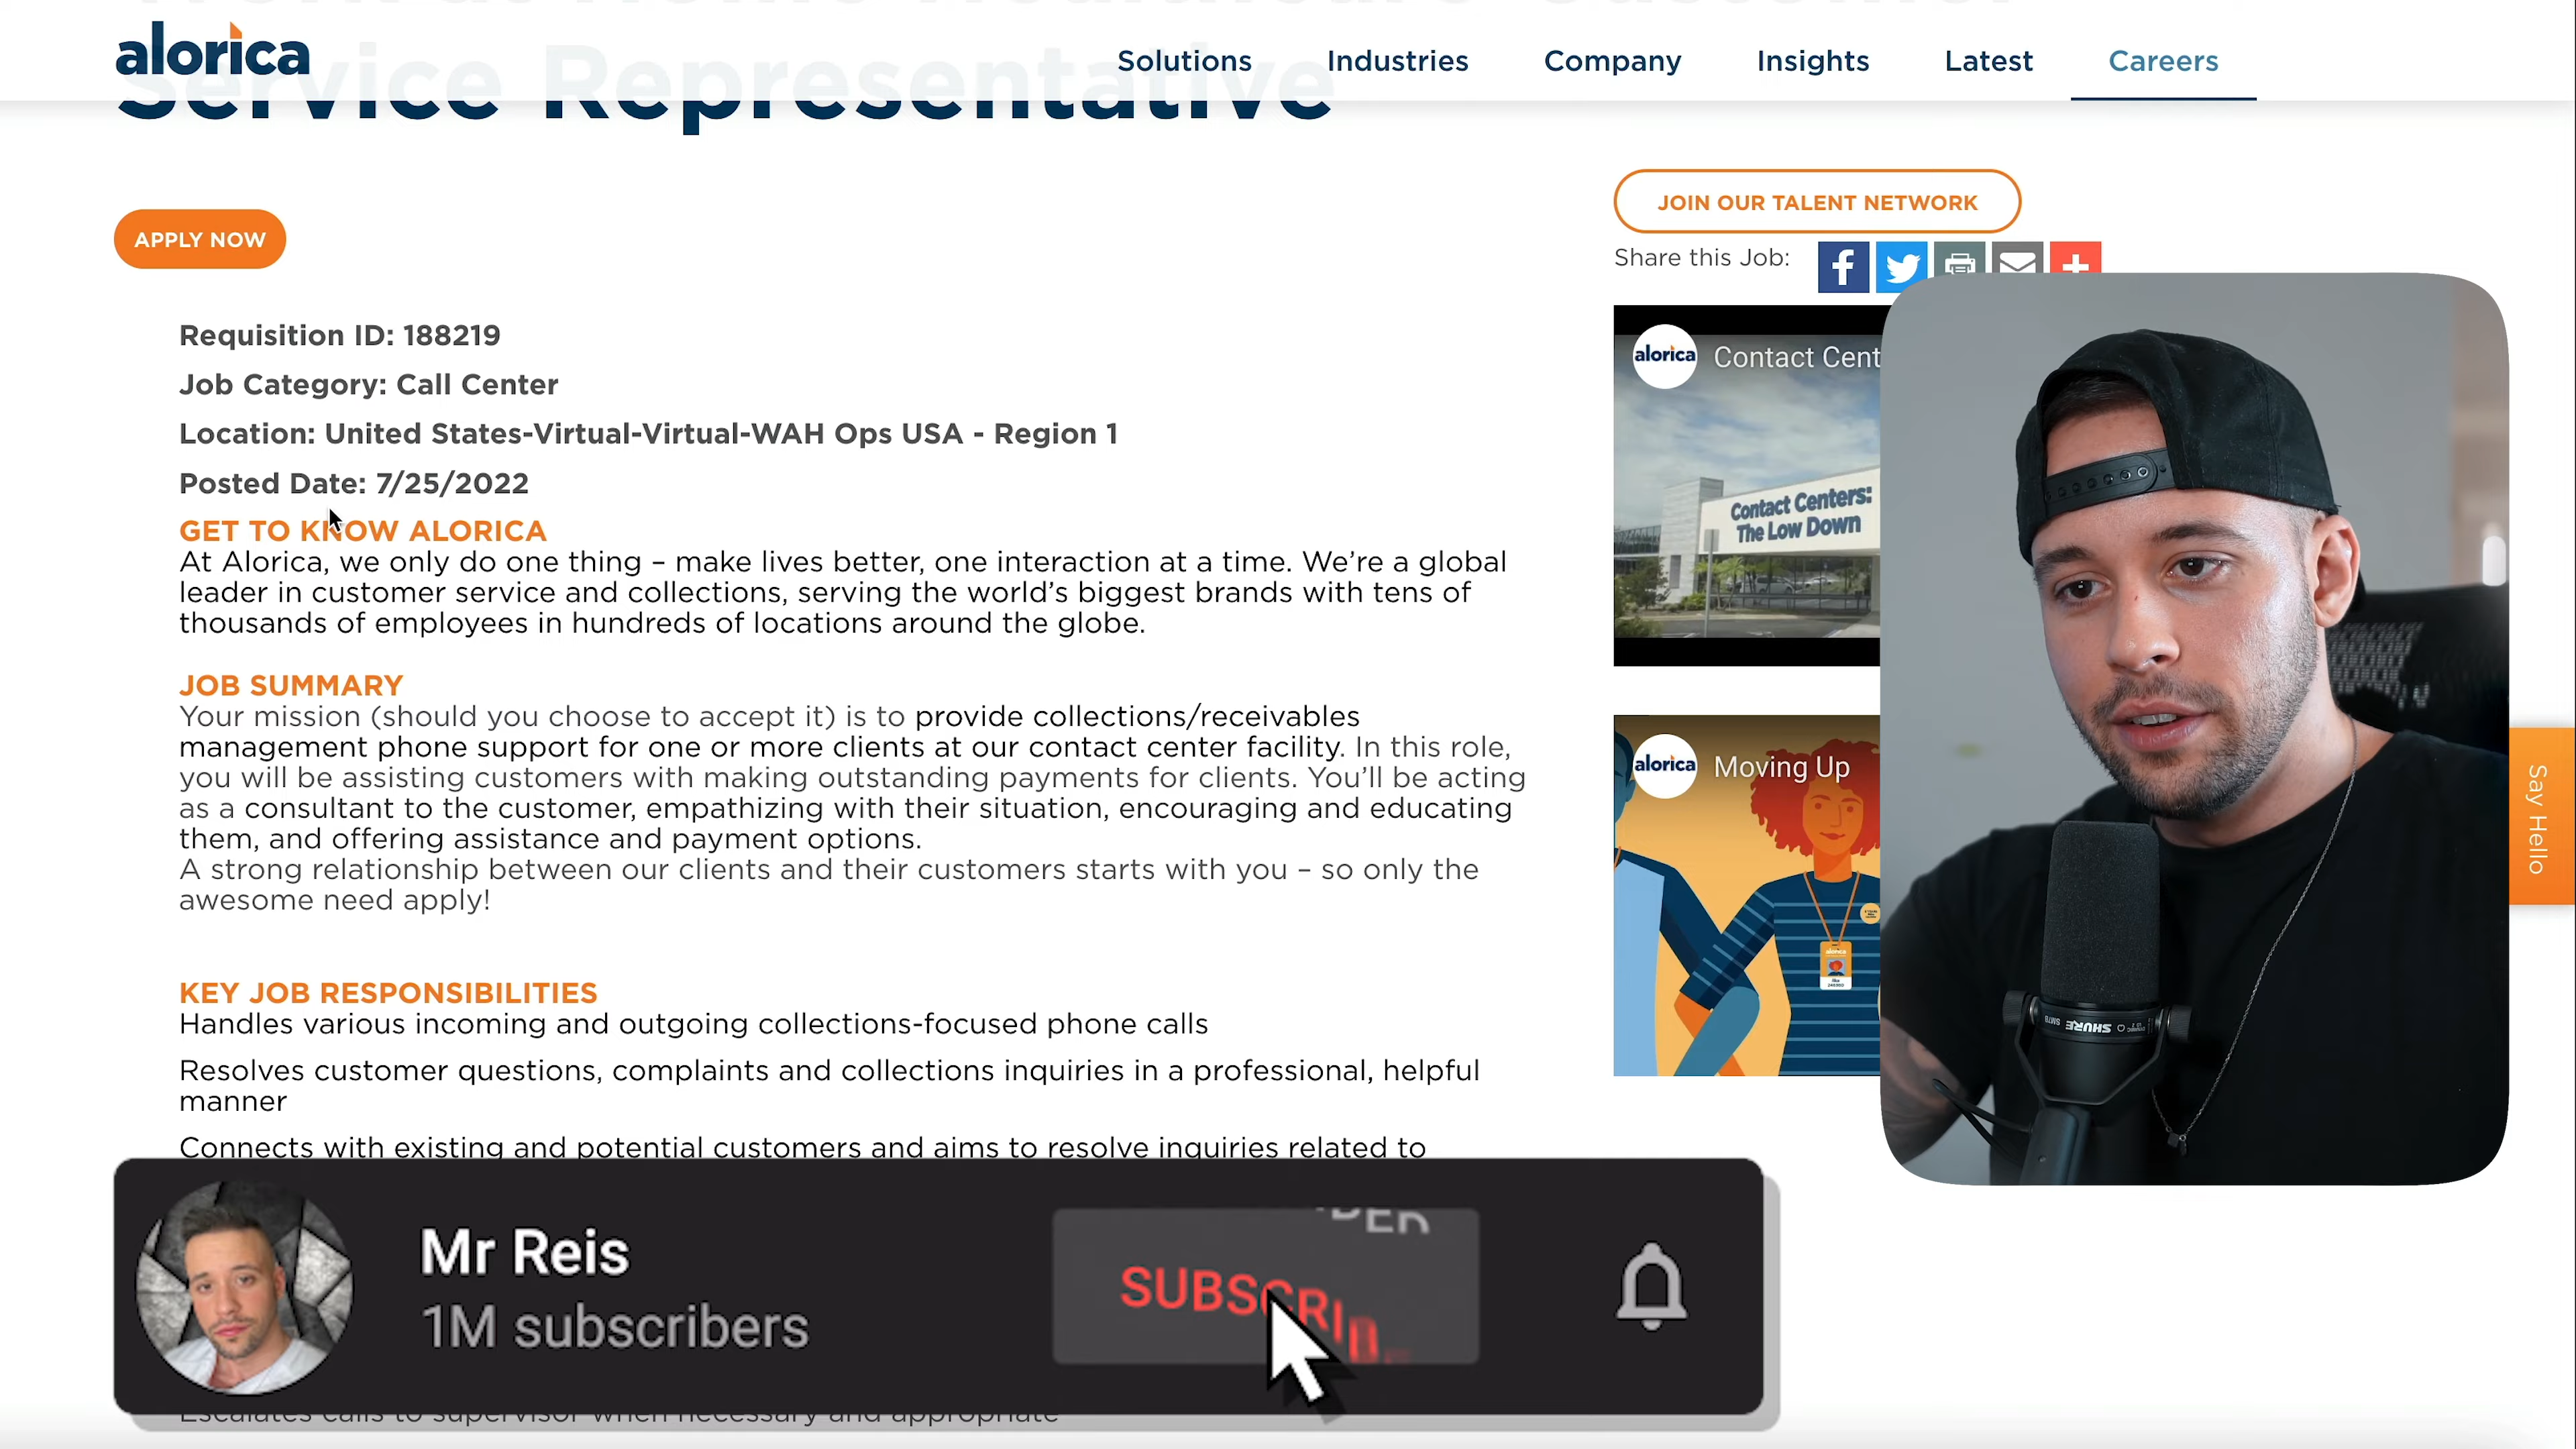 alorica
Solutions
Industries
Company
Insights
Latest
Careers
Service Representative
APPLY NOW
JOIN OUR TALENT NETWORK
Share this Job:
Requisition ID: 188219
Job Category: Call Center
Location: United States-Virtual-Virtual-WAH Ops USA - Region 1
Posted Date: 7/25/2022
GET TO KNOW ALORICA
At Alorica, we only do one thing – make lives better, one interaction at a time. We’re a global
leader in customer service and collections, serving the world’s biggest brands with tens of
thousands of employees in hundreds of locations around the globe.
JOB SUMMARY
Your mission (should you choose to accept it) is to provide collections/receivables
management phone support for one or more clients at our contact center facility. In this role,
you will be assisting customers with making outstanding payments for clients. You’ll be acting
as a consultant to the customer, empathizing with their situation, encouraging and educating
them, and offering assistance and payment options.
A strong relationship between our clients and their customers starts with you – so only the
awesome need apply!
KEY JOB RESPONSIBILITIES
Handles various incoming and outgoing collections-focused phone calls
Resolves customer questions, complaints and collections inquiries in a professional, helpful
manner
Connects with existing and potential customers and aims to resolve inquiries related to
Escalates calls to supervisor when necessary and appropriate
alorica
Contact Cent
Contact Centers:
The Low Down
alorica
Moving Up
SHURE
SM7B
Say Hello
Mr Reis
1M subscribers
SUBSCRIB